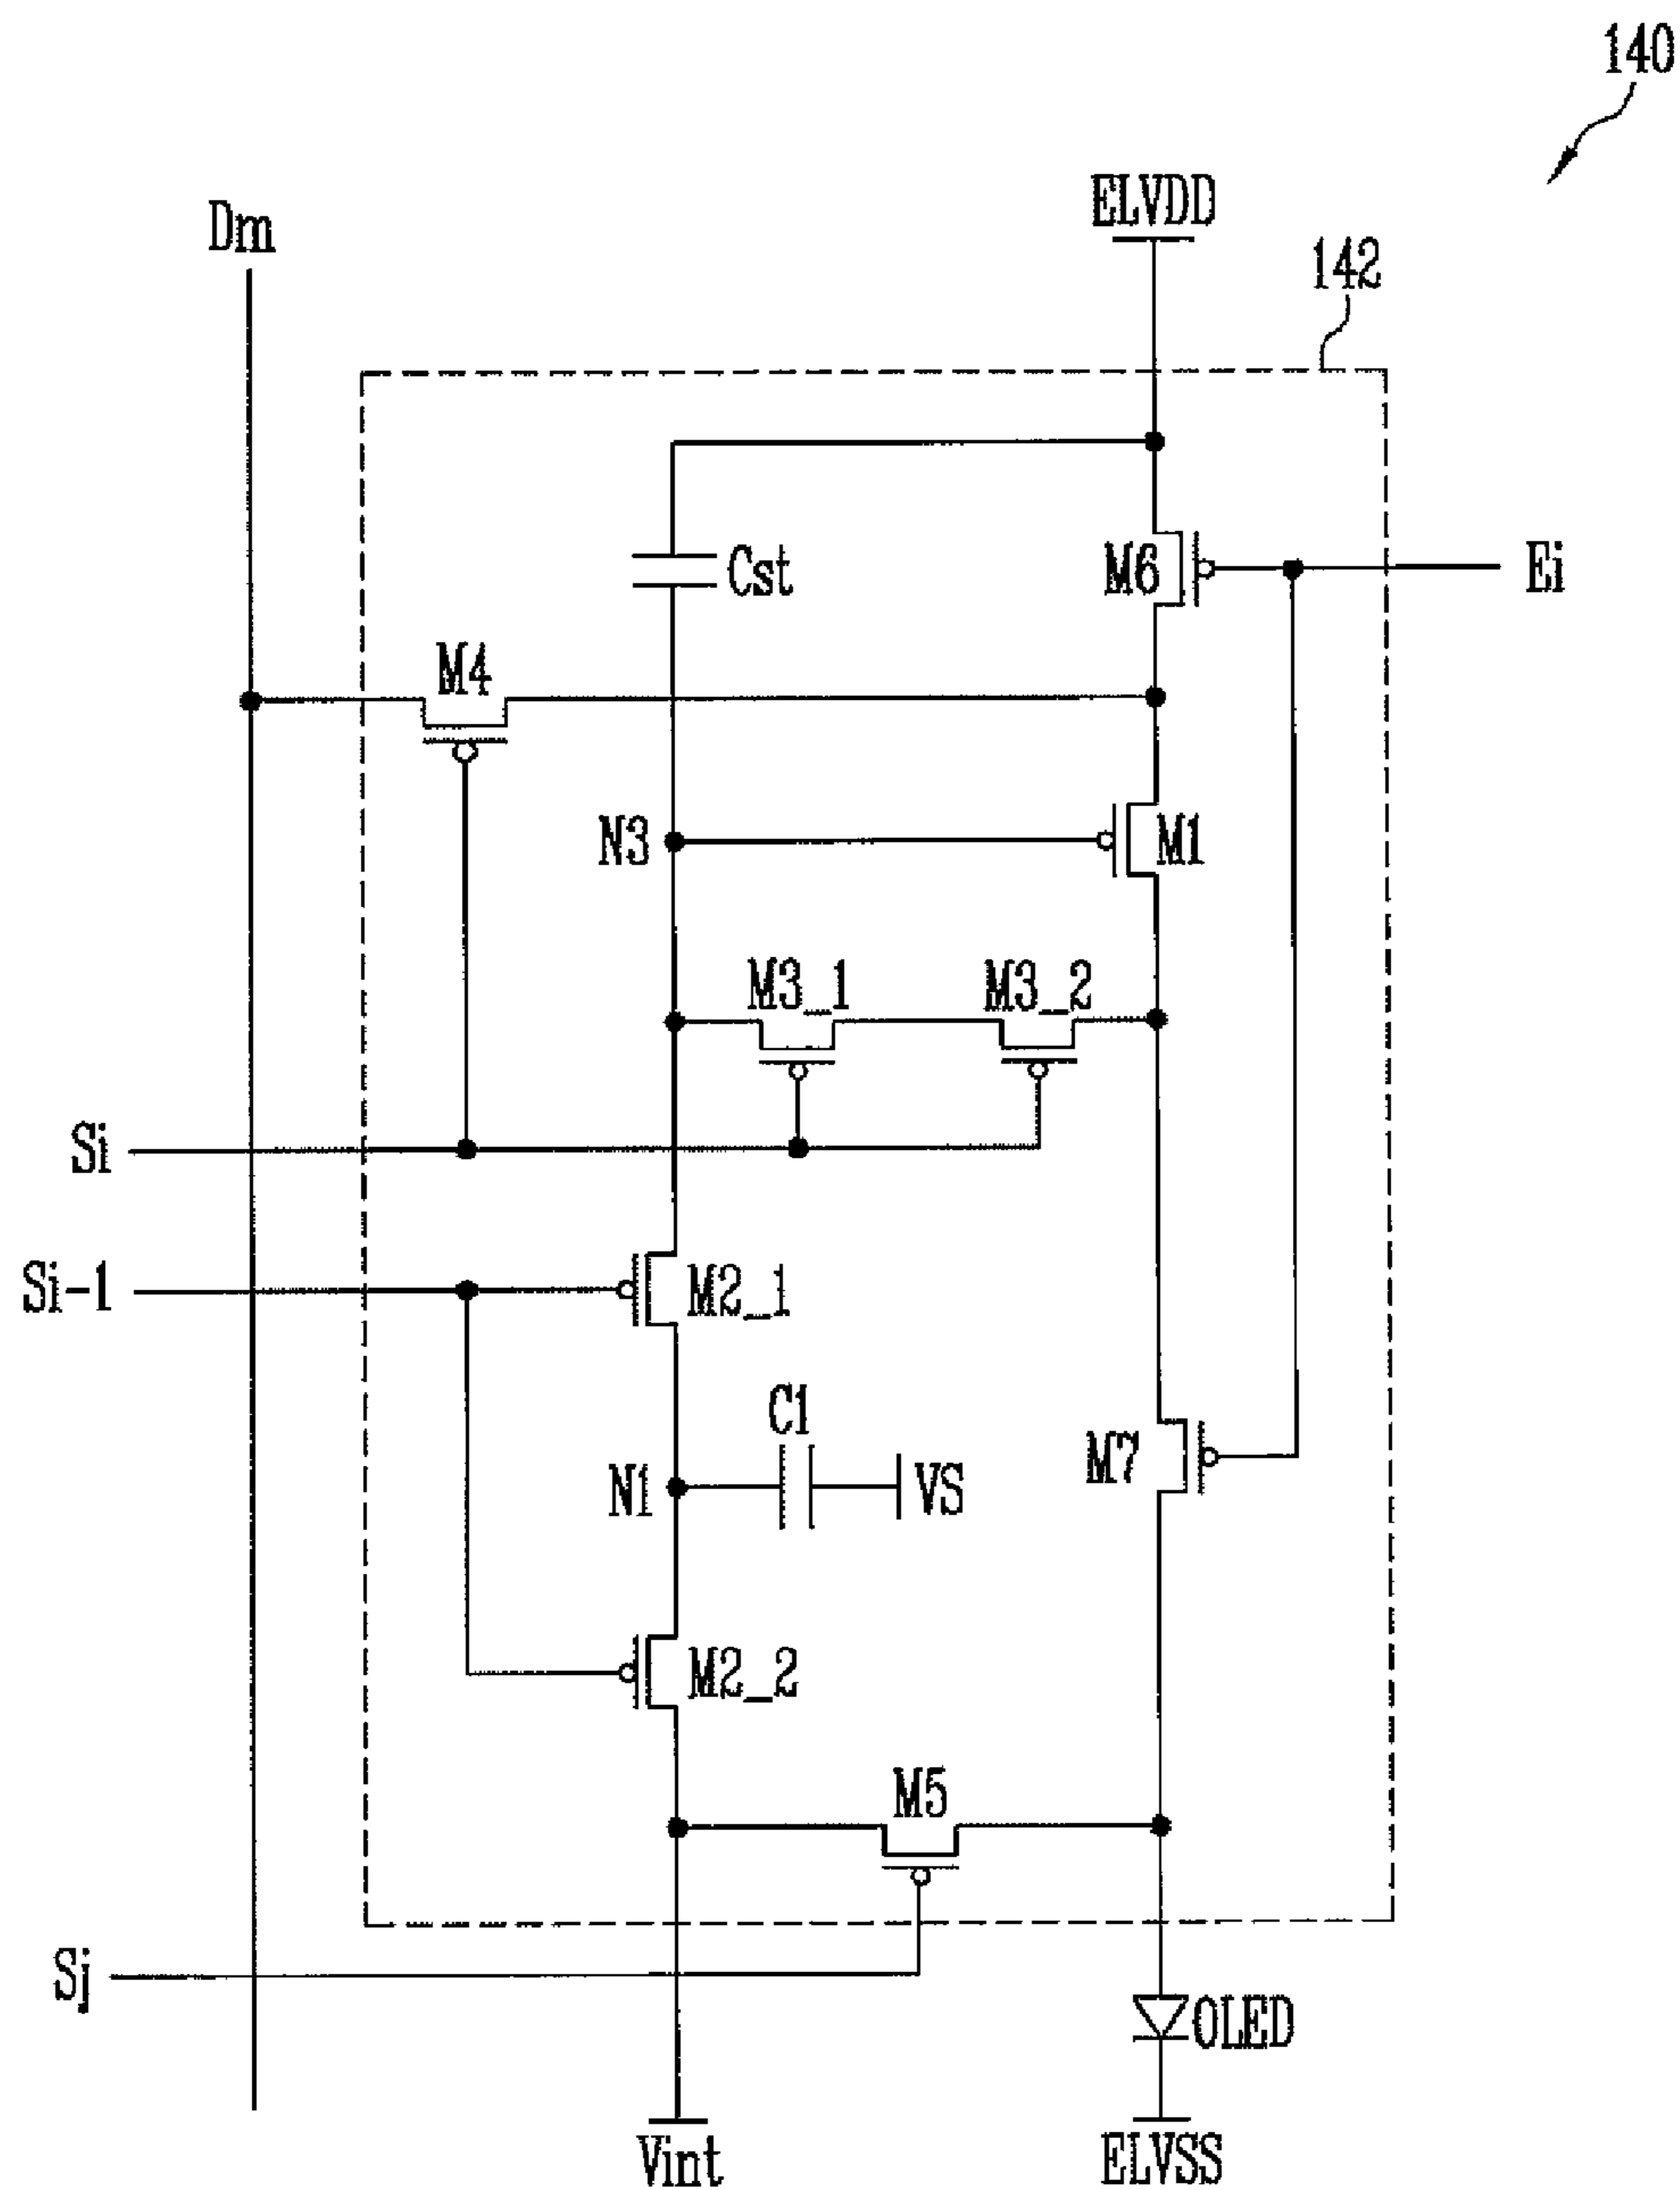 140
ELVDD
Dm
142
Cst
M6
Ei
M4
N3
M1
M3_1
M3_2
Si
Si-1
M2_1
C1
M7
N1
VS
M2_2
M5
Sj
OLED
Vint
ELVSS